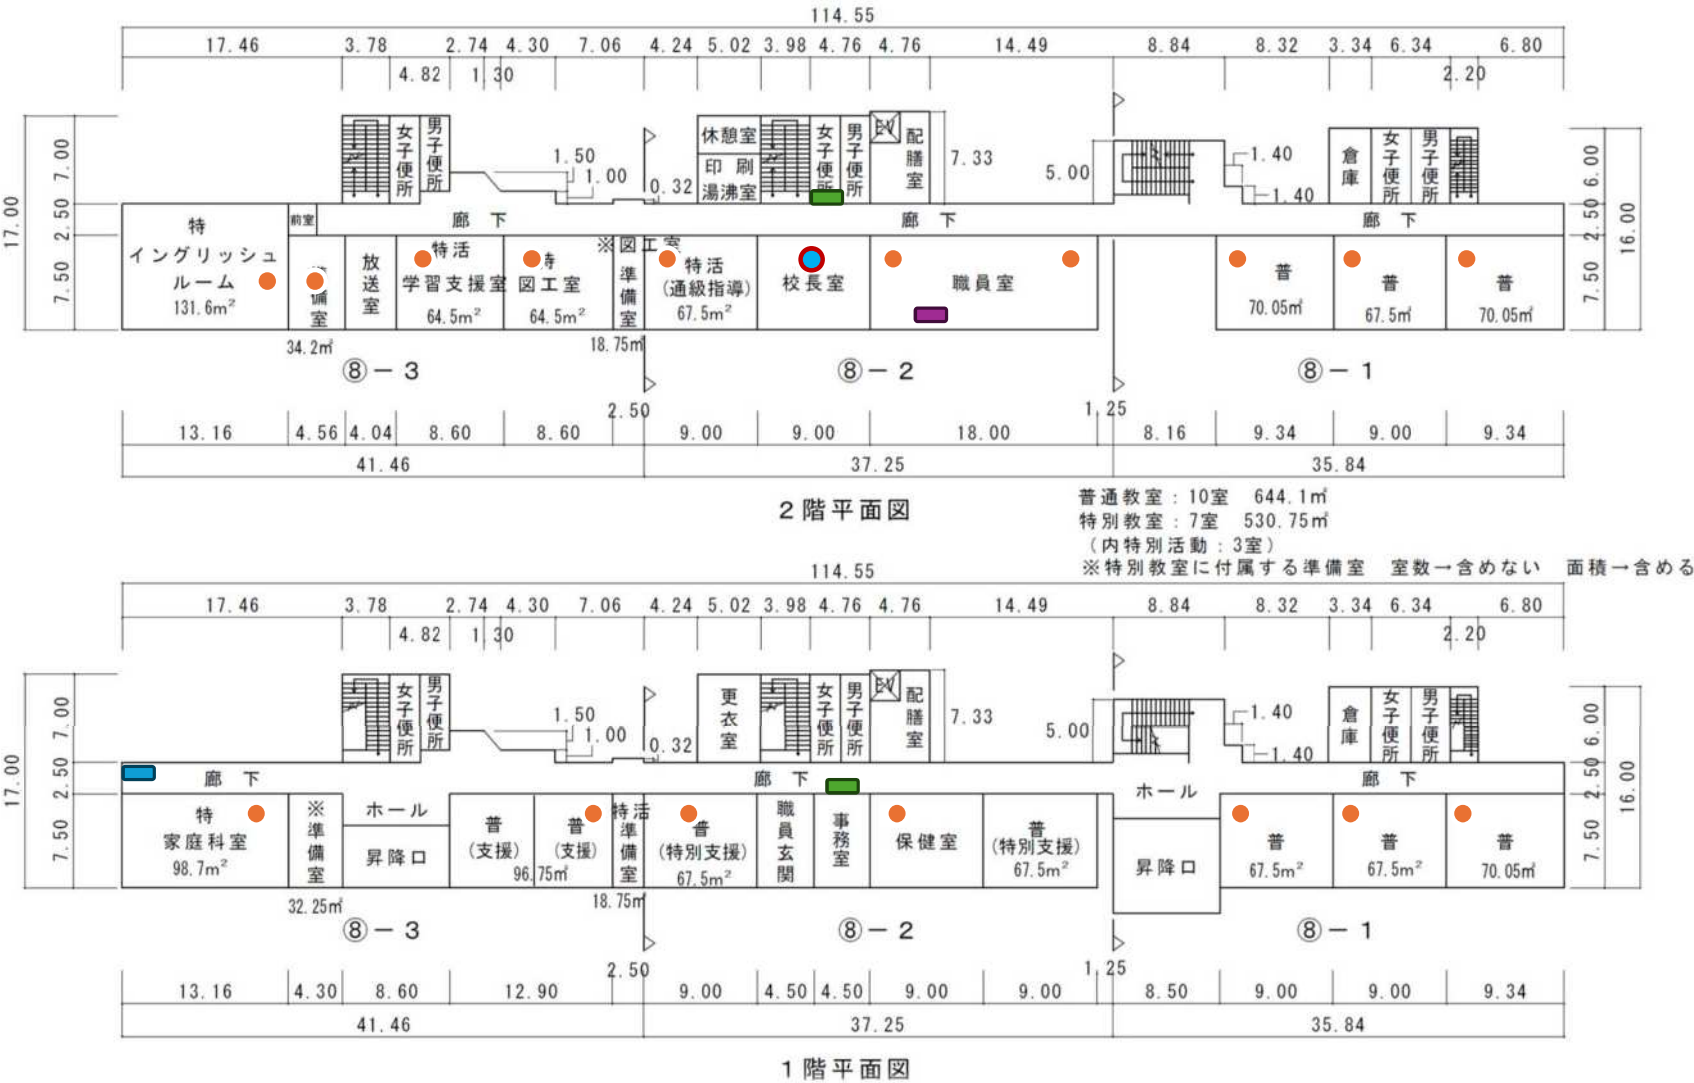 114.55
17.46 3.78 2.74 4.30 7.06 4.24 5.02 3.98 4.76 4.76 14.49 8.84 8.32 3.34 6.34 6.80
4.82 1.30 2.20
17.00
7.00
2.50
7.50
女子便所
男子便所
1.50
1.00
0.32
休憩室
印刷
湯沸室
女子便所
男子便所
EV
配膳室
7.33
5.00
1.40
1.40
倉庫
女子便所
男子便所
6.00
2.50
7.50
16.00
前室
廊下
廊下
廊下
特
イングリッシュ
ルーム
131.6m²
備室
34.2㎡
放送室
特活
学習支援室
64.5m²
特
図工室
64.5m²
※図工室
準備室
18.75㎡
特活
(通級指導)
67.5m²
校長室
職員室
普
70.05㎡
普
67.5㎡
普
70.05㎡
⑧－3
⑧－2
⑧－1
2.50
1.25
13.16 4.56 4.04 8.60 8.60 9.00 9.00 18.00 8.16 9.34 9.00 9.34
41.46 37.25 35.84
2階平面図
普通教室：10室 644.1㎡
特別教室：7室 530.75㎡
（内特別活動：3室）
※特別教室に付属する準備室 室数→含めない 面積→含める
114.55
17.46 3.78 2.74 4.30 7.06 4.24 5.02 3.98 4.76 4.76 14.49 8.84 8.32 3.34 6.34 6.80
4.82 1.30 2.20
17.00
7.00
2.50
7.50
女子便所
男子便所
1.50
1.00
0.32
更衣室
女子便所
男子便所
EV
配膳室
7.33
5.00
1.40
1.40
倉庫
女子便所
男子便所
6.00
2.50
7.50
16.00
廊下
廊下
廊下
特
家庭科室
98.7m²
※準備室
32.25㎡
ホール
昇降口
普
(支援)
普
(支援)
96.75㎡
特活
準備室
18.75㎡
普
(特別支援)
67.5m²
職員玄関
事務室
保健室
普
(特別支援)
67.5m²
ホール
昇降口
普
67.5m²
普
67.5m²
普
70.05㎡
⑧－3
⑧－2
⑧－1
2.50
1.25
13.16 4.30 8.60 12.90 9.00 4.50 4.50 9.00 9.00 8.50 9.00 9.00 9.34
41.46 37.25 35.84
1階平面図